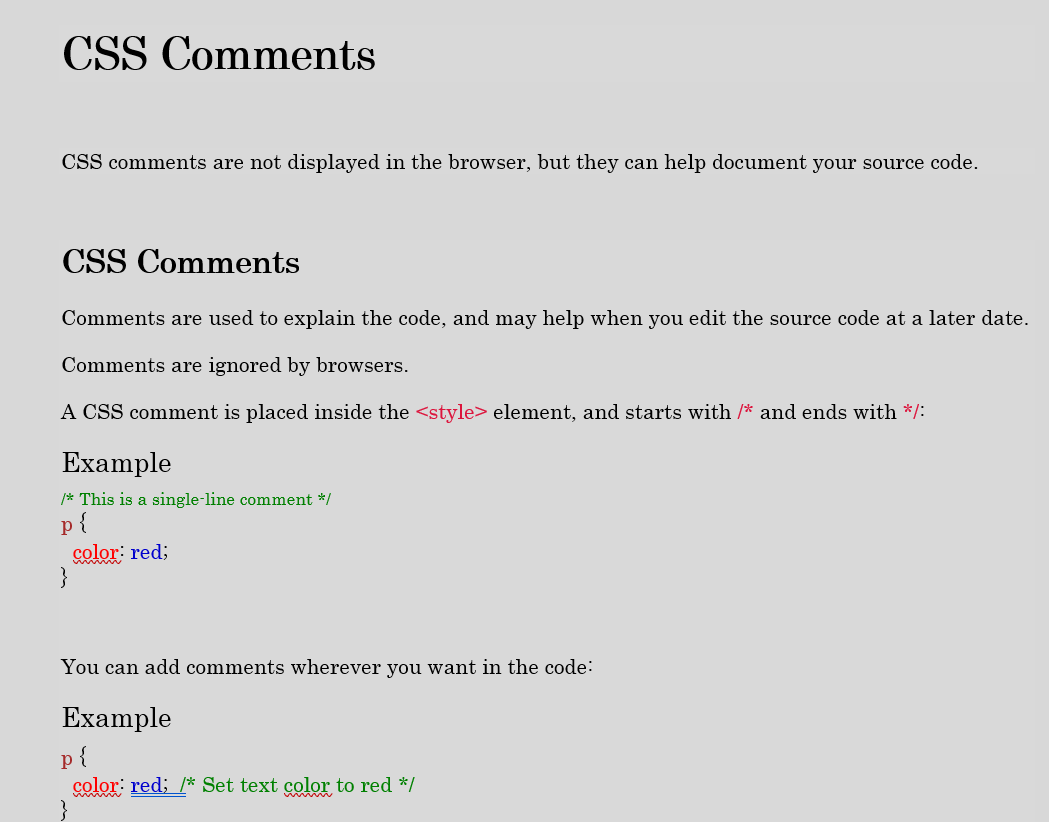 CSS Comments
CSS comments are not displayed in the browser, but they can help document your source code.
CSS Comments
Comments are used to explain the code, and may help when you edit the source code at a later date.
Comments are ignored by browsers.
A CSS comment is placed inside the <style> element, and starts with /* and ends with */:
Example
/* This is a single-line comment */
p {
  color: red;
}
You can add comments wherever you want in the code:
Example
p {
  color: red;  /* Set text color to red */
}